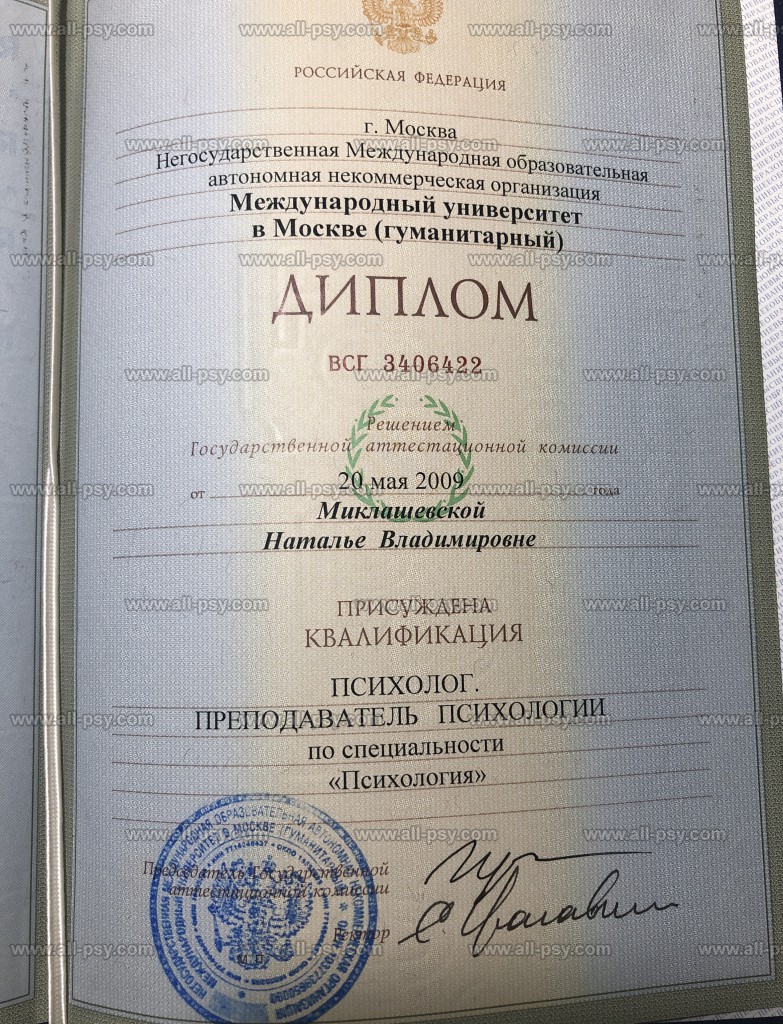 РОССИЙСКАЯ ФЕДЕРАЦИЯ
г. Москва
Негосударственная Международная образовательная
автономная некоммерческая организация
Международный университет
в Москве (гуманитарный)
ДИПЛОМ
ВСГ 3406422
Решением
Государственной аттестационной комиссии
от 20 мая 2009 года
Миклашевской
Наталье Владимировне
ПРИСУЖДЕНА
КВАЛИФИКАЦИЯ
ПСИХОЛОГ.
ПРЕПОДАВАТЕЛЬ ПСИХОЛОГИИ
по специальности
«Психология»
Председатель Государственной
аттестационной комиссии
Ректор
М.П.
www.all-psy.com